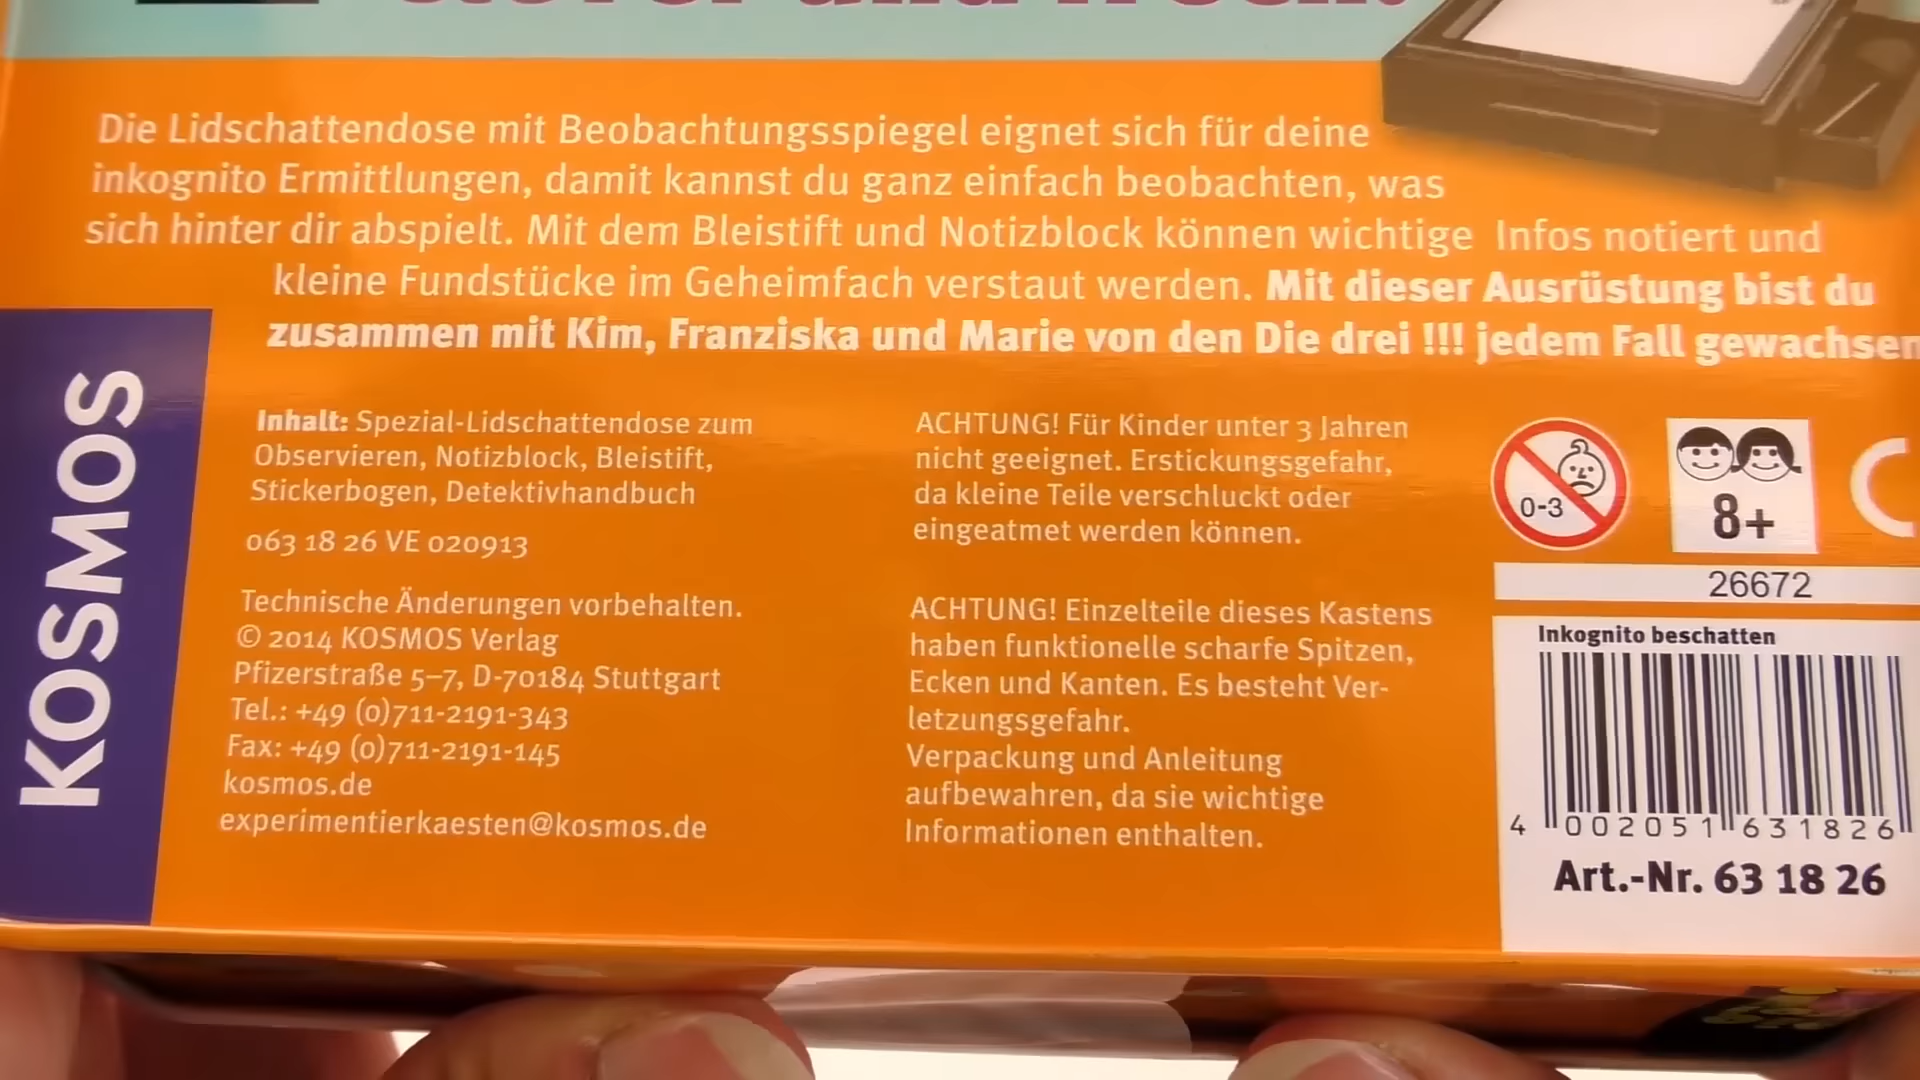 Die Lidschattendose mit Beobachtungsspiegel eignet sich für deine
inkognito Ermittlungen, damit kannst du ganz einfach beobachten, was
sich hinter dir abspielt. Mit dem Bleistift und Notizblock können wichtige Infos notiert und
kleine Fundstücke im Geheimfach verstaut werden. Mit dieser Ausrüstung bist du
zusammen mit Kim, Franziska und Marie von den Die drei !!! jedem Fall gewachsen
KOSMOS
Inhalt: Spezial-Lidschattendose zum
Observieren, Notizblock, Bleistift,
Stickerbogen, Detektivhandbuch
063 18 26 VE 020913
Technische Änderungen vorbehalten.
© 2014 KOSMOS Verlag
Pfizerstraße 5–7, D-70184 Stuttgart
Tel.: +49 (0)711-2191-343
Fax: +49 (0)711-2191-145
kosmos.de
experimentierkaesten@kosmos.de
ACHTUNG! Für Kinder unter 3 Jahren
nicht geeignet. Erstickungsgefahr,
da kleine Teile verschluckt oder
eingeatmet werden können.
ACHTUNG! Einzelteile dieses Kastens
haben funktionelle scharfe Spitzen,
Ecken und Kanten. Es besteht Ver-
letzungsgefahr.
Verpackung und Anleitung
aufbewahren, da sie wichtige
Informationen enthalten.
0-3
8+
26672
Inkognito beschatten
4 002051 631826
Art.-Nr. 63 18 26